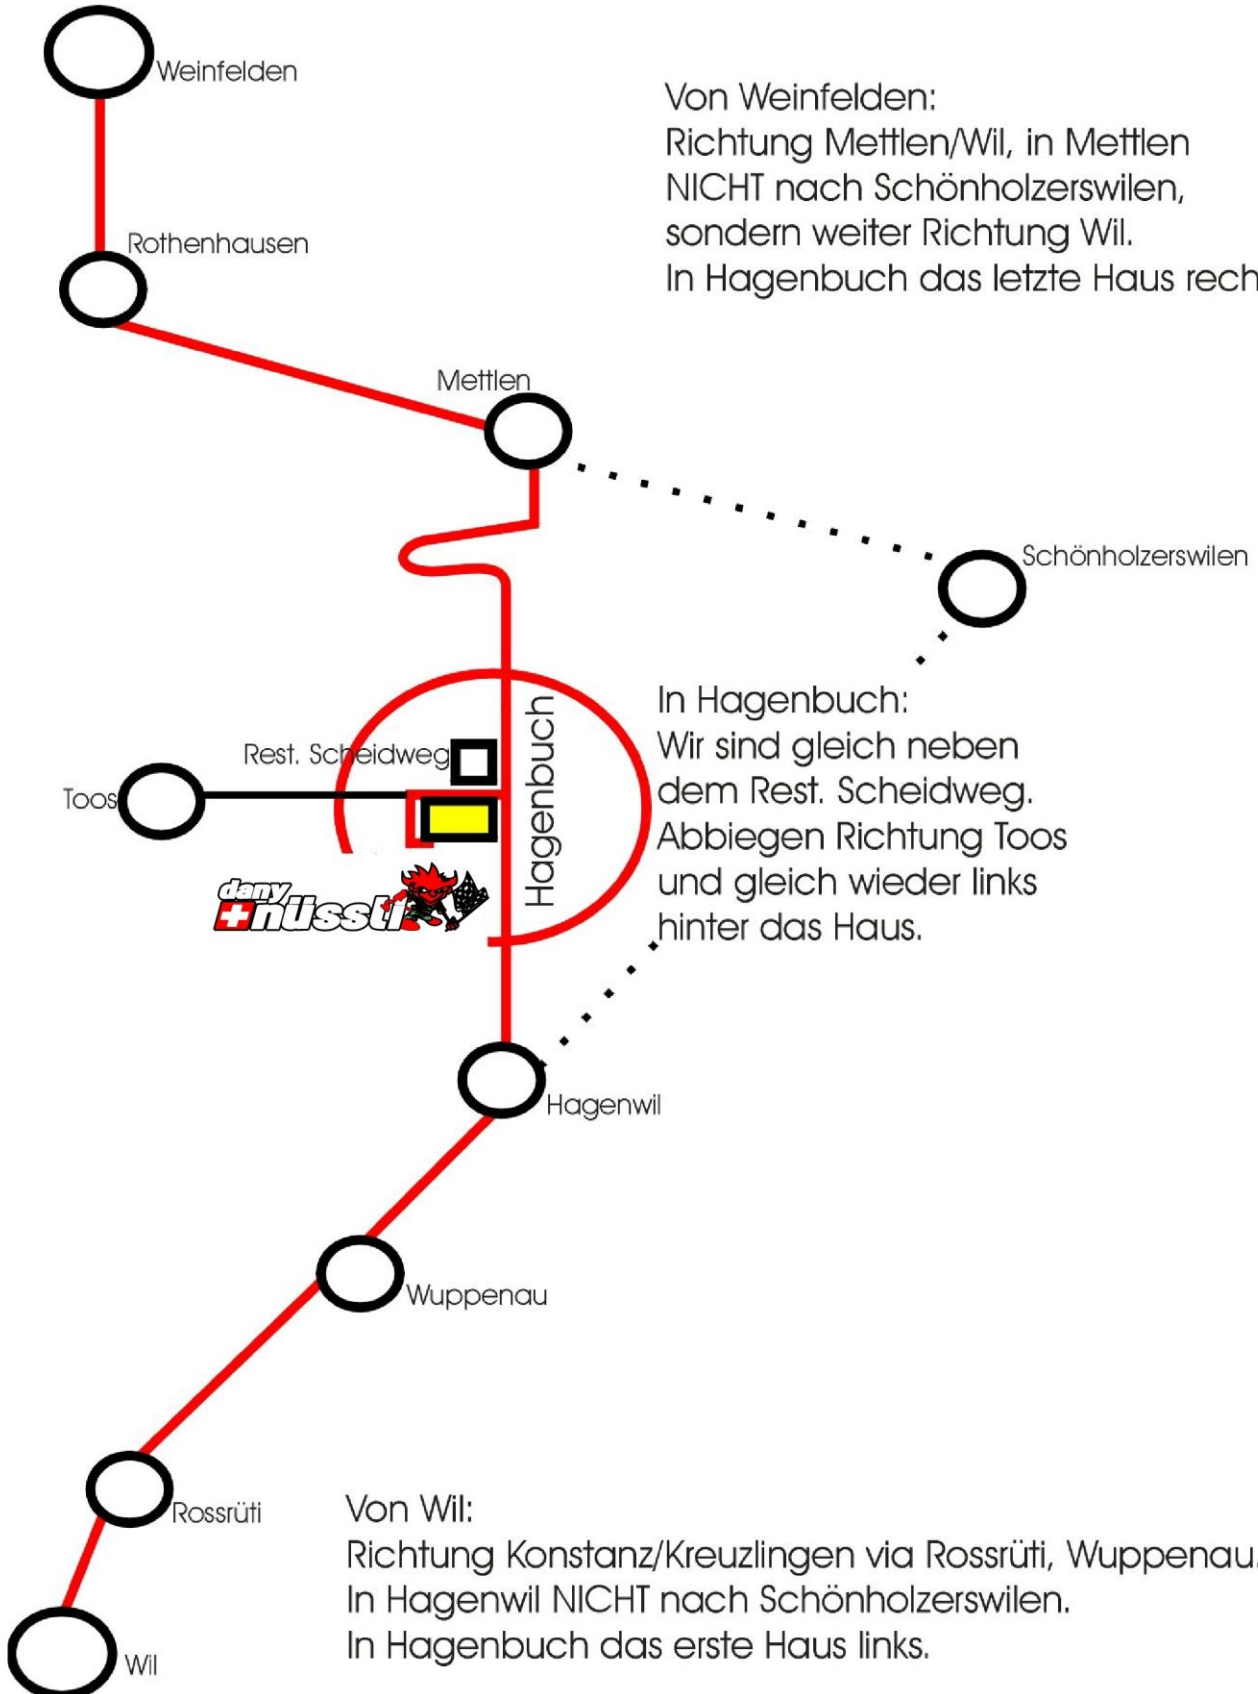 Weinfelden
Von Weinfelden:
Richtung Mettlen/Wil, in Mettlen
NICHT nach Schönholzerswilen,
sondern weiter Richtung Wil.
In Hagenbuch das letzte Haus rech
Rothenhausen
Mettlen
Schönholzerswilen
In Hagenbuch:
Wir sind gleich neben
dem Rest. Scheidweg.
Abbiegen Richtung Toos
und gleich wieder links
hinter das Haus.
Hagenbuch
Rest. Scheidweg
Toos
dany
nüssli
Hagenwil
Wuppenau
Rossrüti
Von Wil:
Richtung Konstanz/Kreuzlingen via Rossrüti, Wuppenau.
In Hagenwil NICHT nach Schönholzerswilen.
In Hagenbuch das erste Haus links.
Wil